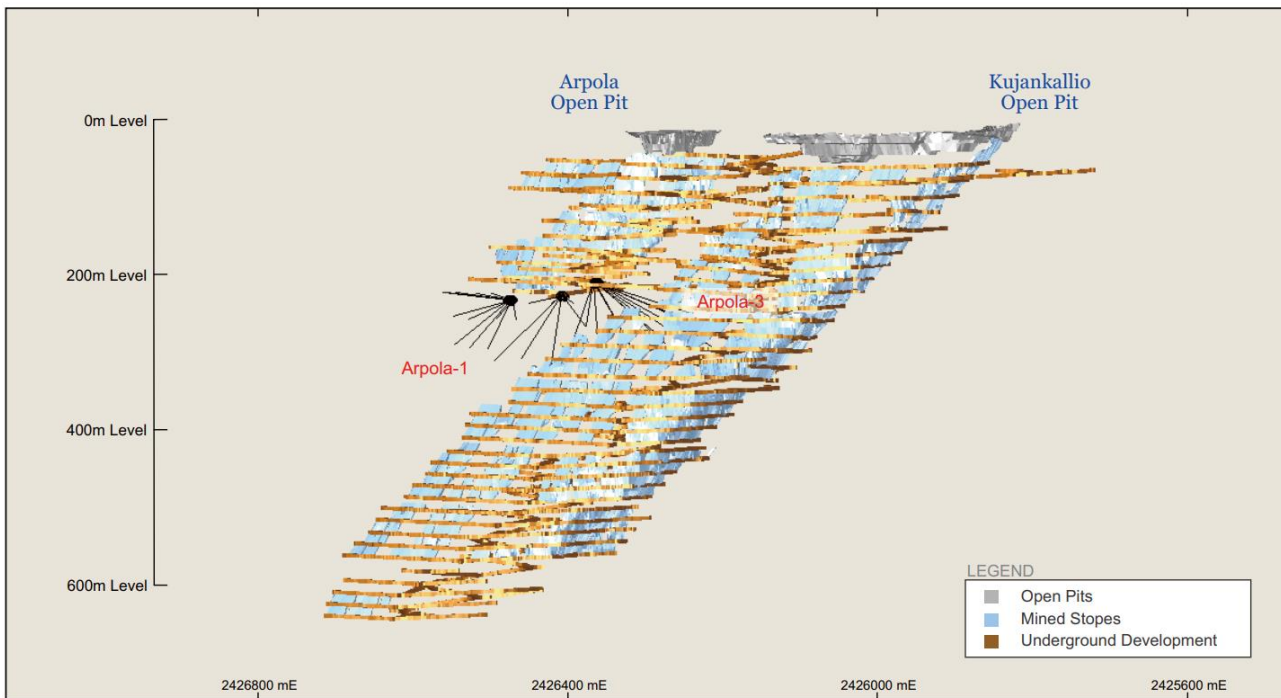 Arpola
Open Pit
Kujankallio
Open Pit
0m Level
200m Level
Arpola-3
Arpola-1
400m Level
600m Level
LEGEND
Open Pits
Mined Stopes
Underground Development
2426800 mE
2426400 mE
2426000 mE
2425600 mE